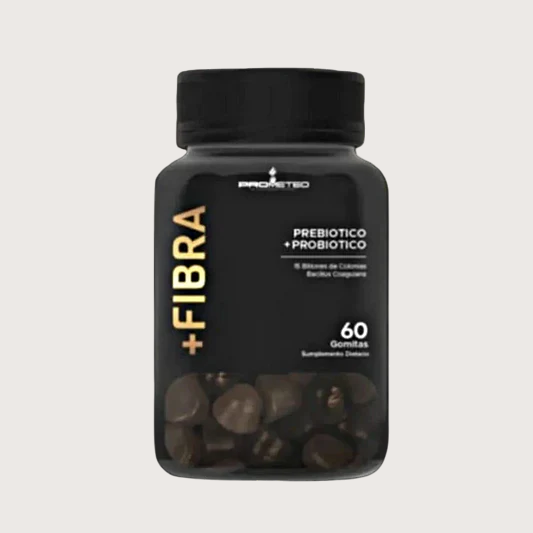 PROMETEO
+FIBRA
PREBIOTICO
+PROBIOTICO
15 Billones de Colonias
Bacillus Coagulans
60
Gomitas
Suplemento Dietario